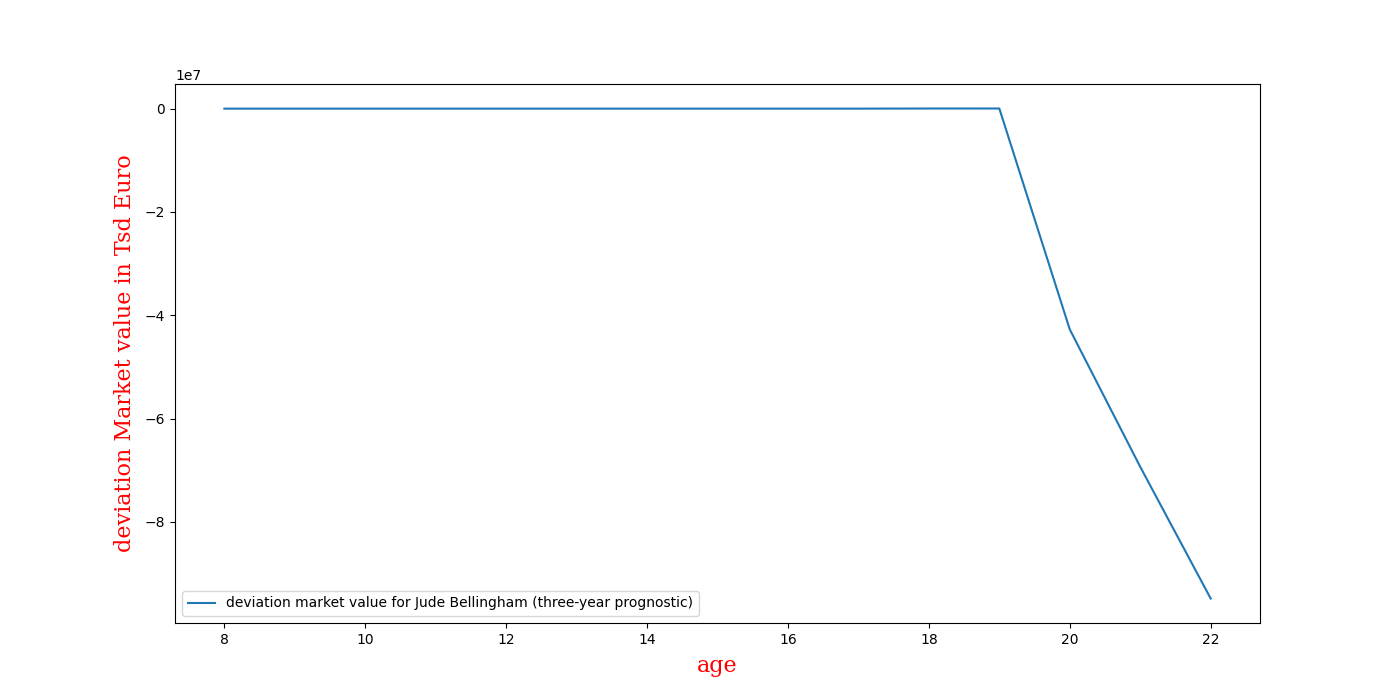 1e7
0
−2
−4
−6
−8
deviation Market value in Tsd Euro
deviation market value for Jude Bellingham (three-year prognostic)
8 10 12 14 16 18 20 22
age